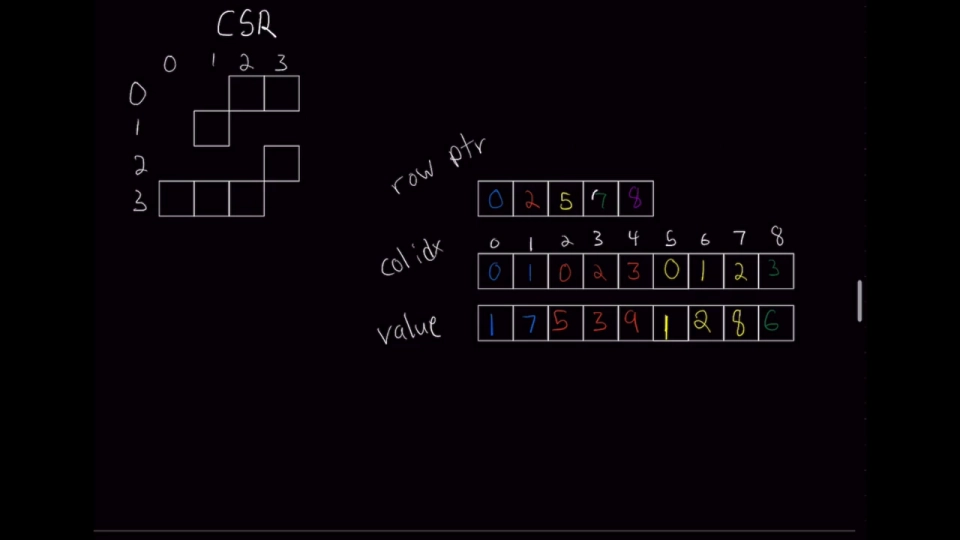 CSR
0 1 2 3
0
1
2
3
row ptr
0 2 5 7 8
0 1 2 3 4 5 6 7 8
col idx
0 1 0 2 3 0 1 2 3
value
1 7 5 3 9 1 2 8 6